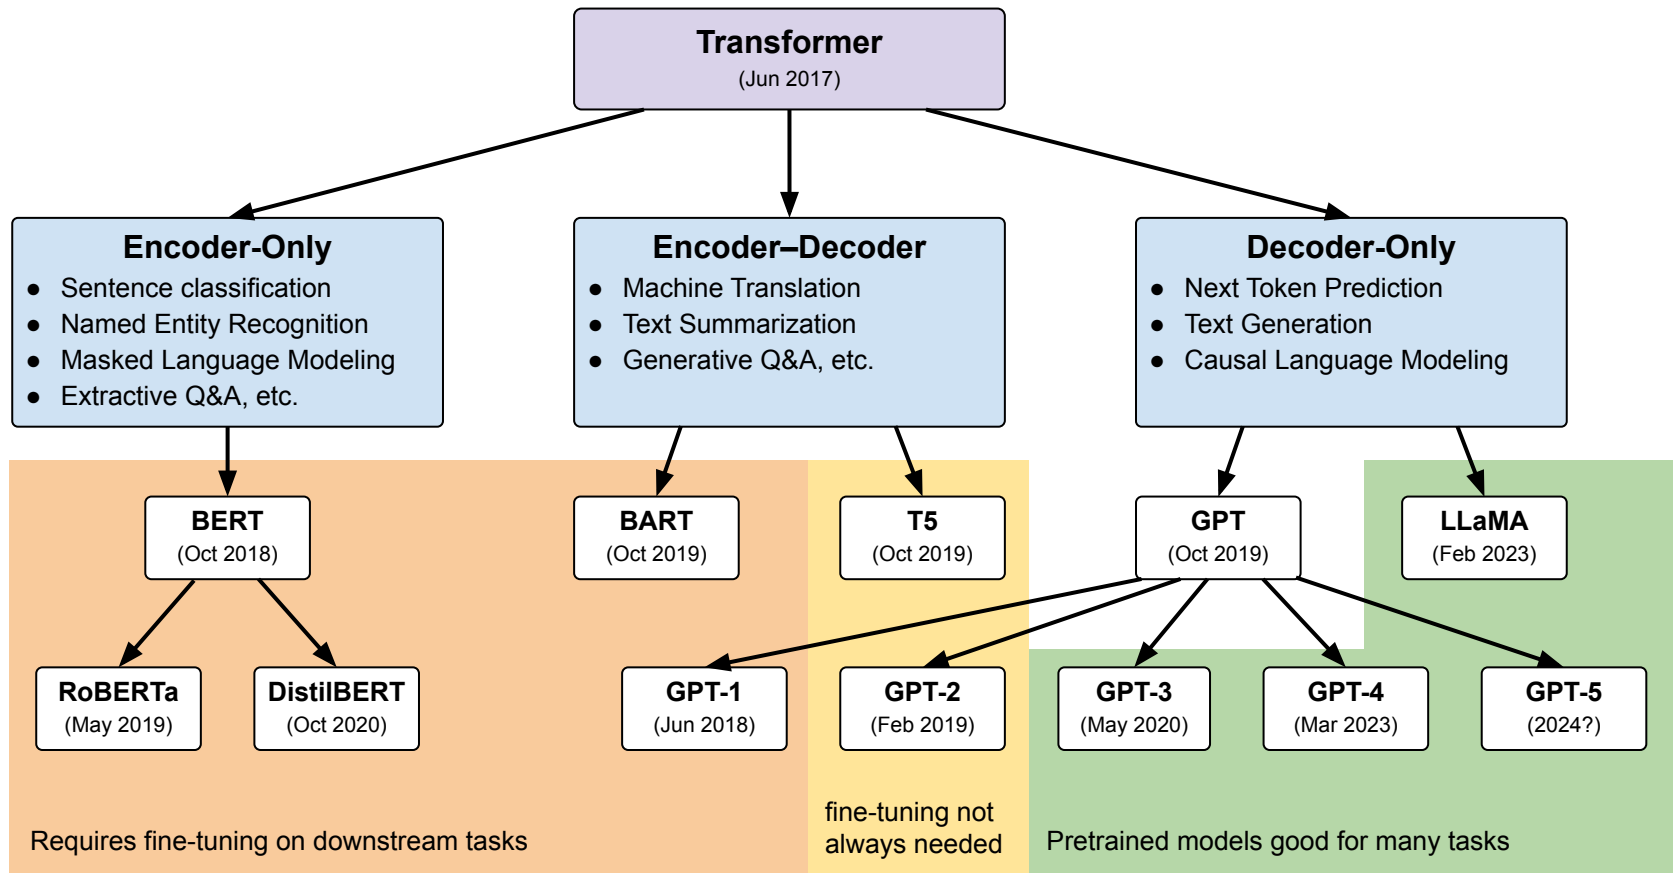 Transformer
(Jun 2017)
Encoder-Only
● Sentence classification
● Named Entity Recognition
● Masked Language Modeling
● Extractive Q&A, etc.
Encoder–Decoder
● Machine Translation
● Text Summarization
● Generative Q&A, etc.
Decoder-Only
● Next Token Prediction
● Text Generation
● Causal Language Modeling
BERT
(Oct 2018)
BART
(Oct 2019)
T5
(Oct 2019)
GPT
(Oct 2019)
LLaMA
(Feb 2023)
RoBERTa
(May 2019)
DistilBERT
(Oct 2020)
GPT-1
(Jun 2018)
GPT-2
(Feb 2019)
GPT-3
(May 2020)
GPT-4
(Mar 2023)
GPT-5
(2024?)
Requires fine-tuning on downstream tasks
fine-tuning not
always needed
Pretrained models good for many tasks